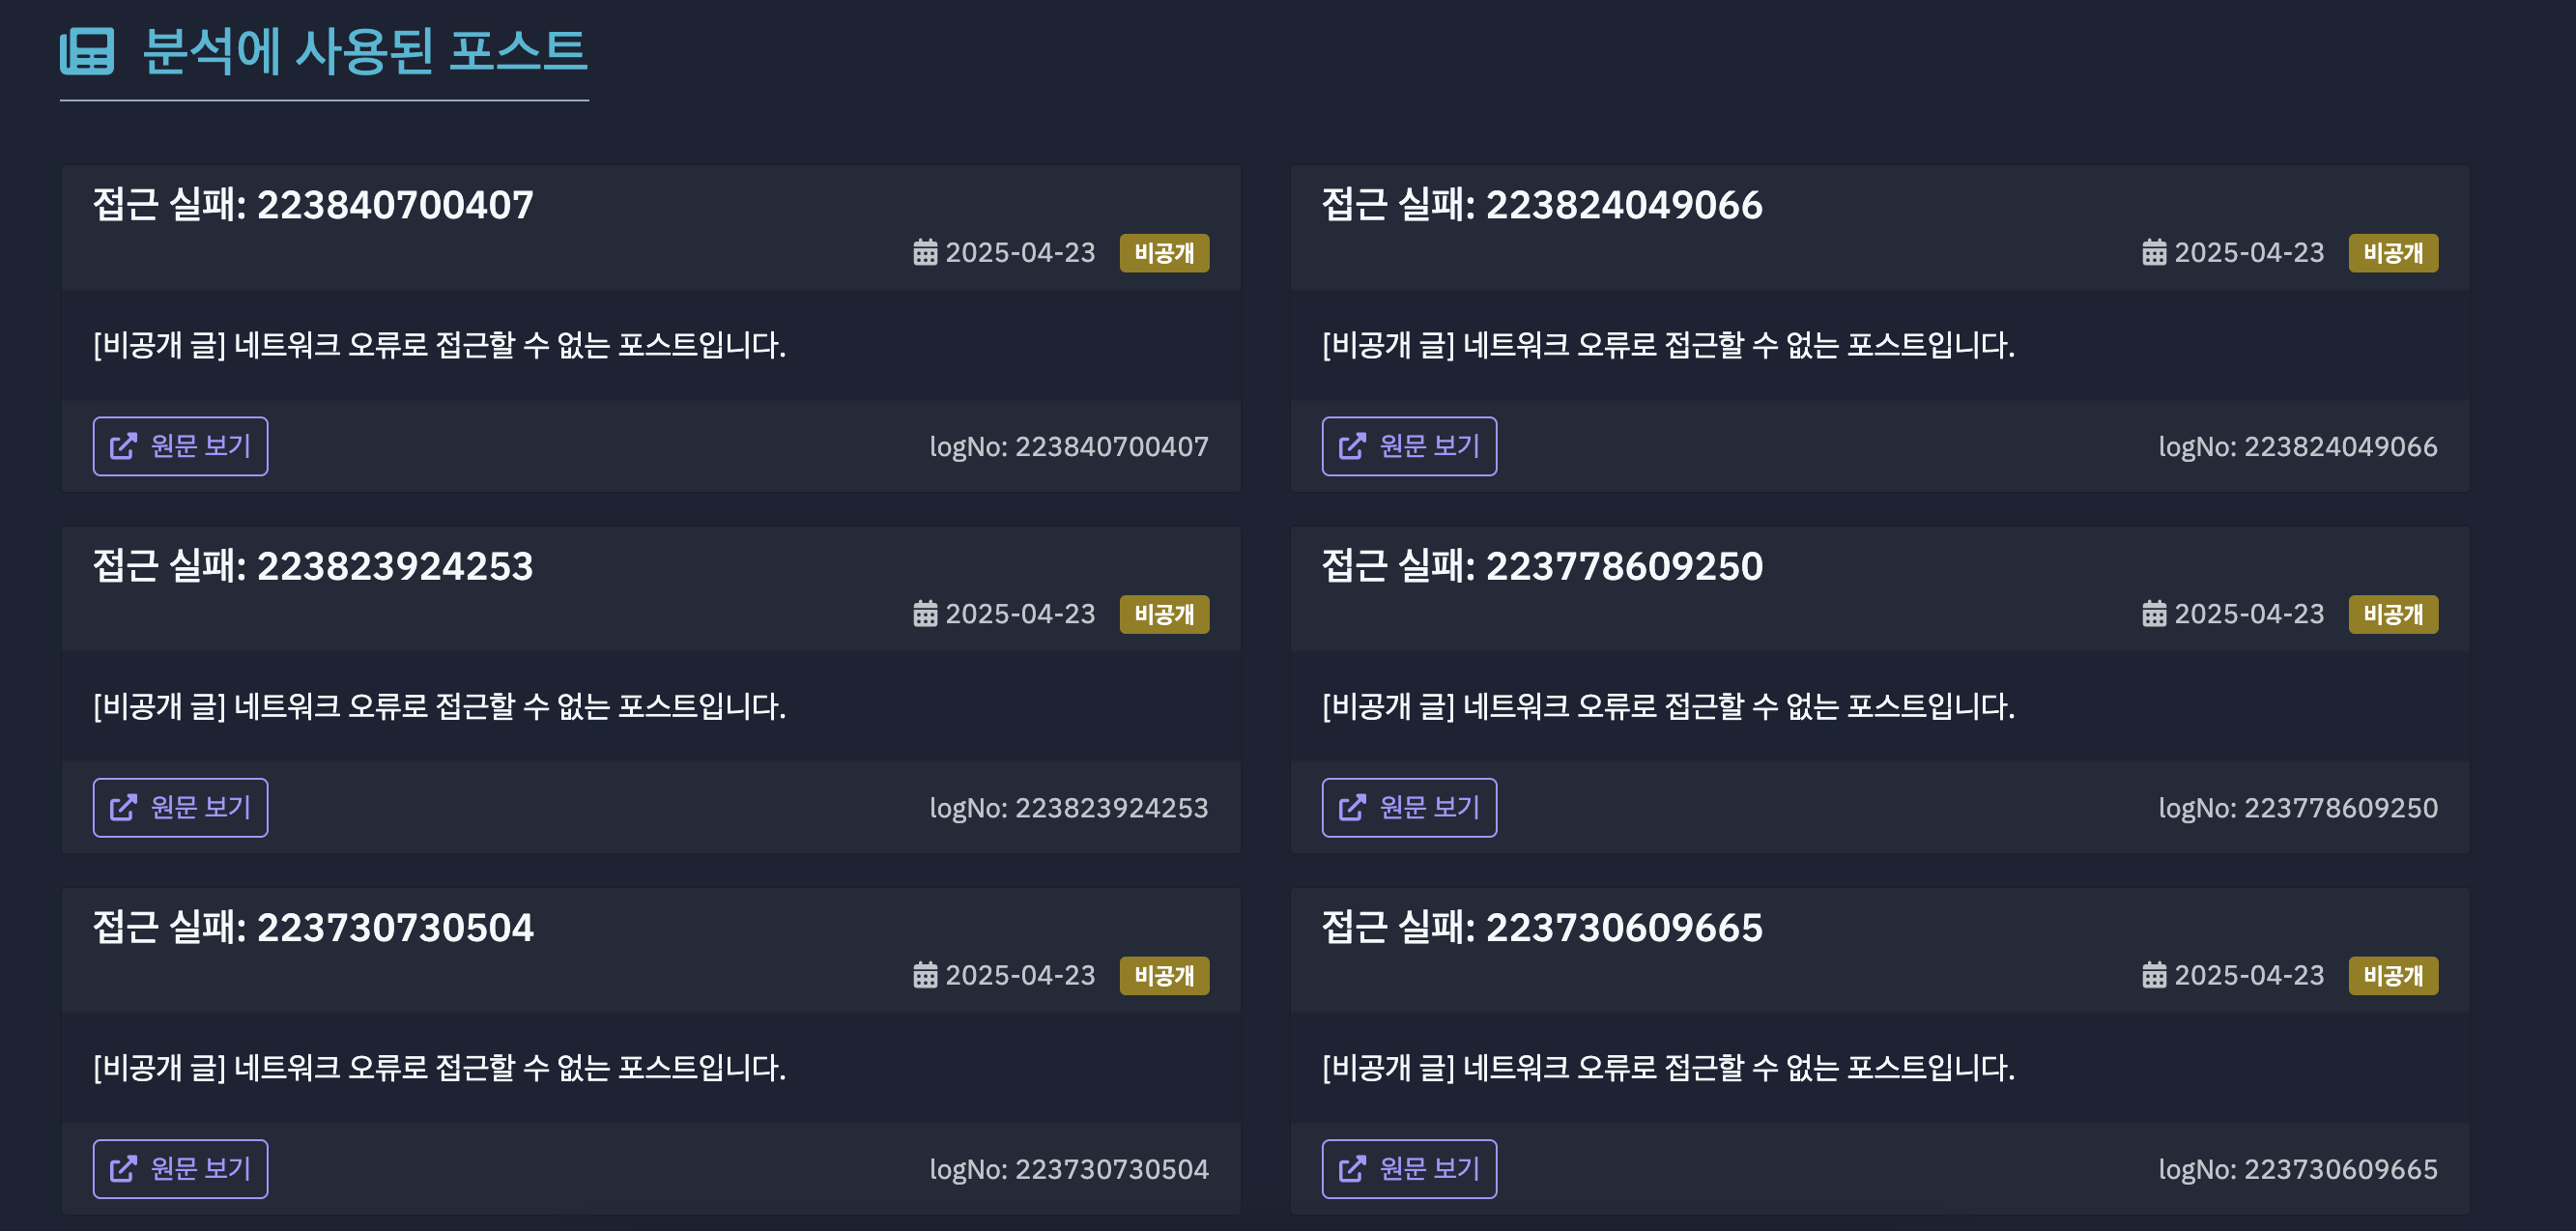 분석에 사용된 포스트
접근 실패: 223840700407
2025-04-23 비공개
[비공개 글] 네트워크 오류로 접근할 수 없는 포스트입니다.
원문 보기 logNo: 223840700407
접근 실패: 223824049066
2025-04-23 비공개
[비공개 글] 네트워크 오류로 접근할 수 없는 포스트입니다.
원문 보기 logNo: 223824049066
접근 실패: 223823924253
2025-04-23 비공개
[비공개 글] 네트워크 오류로 접근할 수 없는 포스트입니다.
원문 보기 logNo: 223823924253
접근 실패: 223778609250
2025-04-23 비공개
[비공개 글] 네트워크 오류로 접근할 수 없는 포스트입니다.
원문 보기 logNo: 223778609250
접근 실패: 223730730504
2025-04-23 비공개
[비공개 글] 네트워크 오류로 접근할 수 없는 포스트입니다.
원문 보기 logNo: 223730730504
접근 실패: 223730609665
2025-04-23 비공개
[비공개 글] 네트워크 오류로 접근할 수 없는 포스트입니다.
원문 보기 logNo: 223730609665